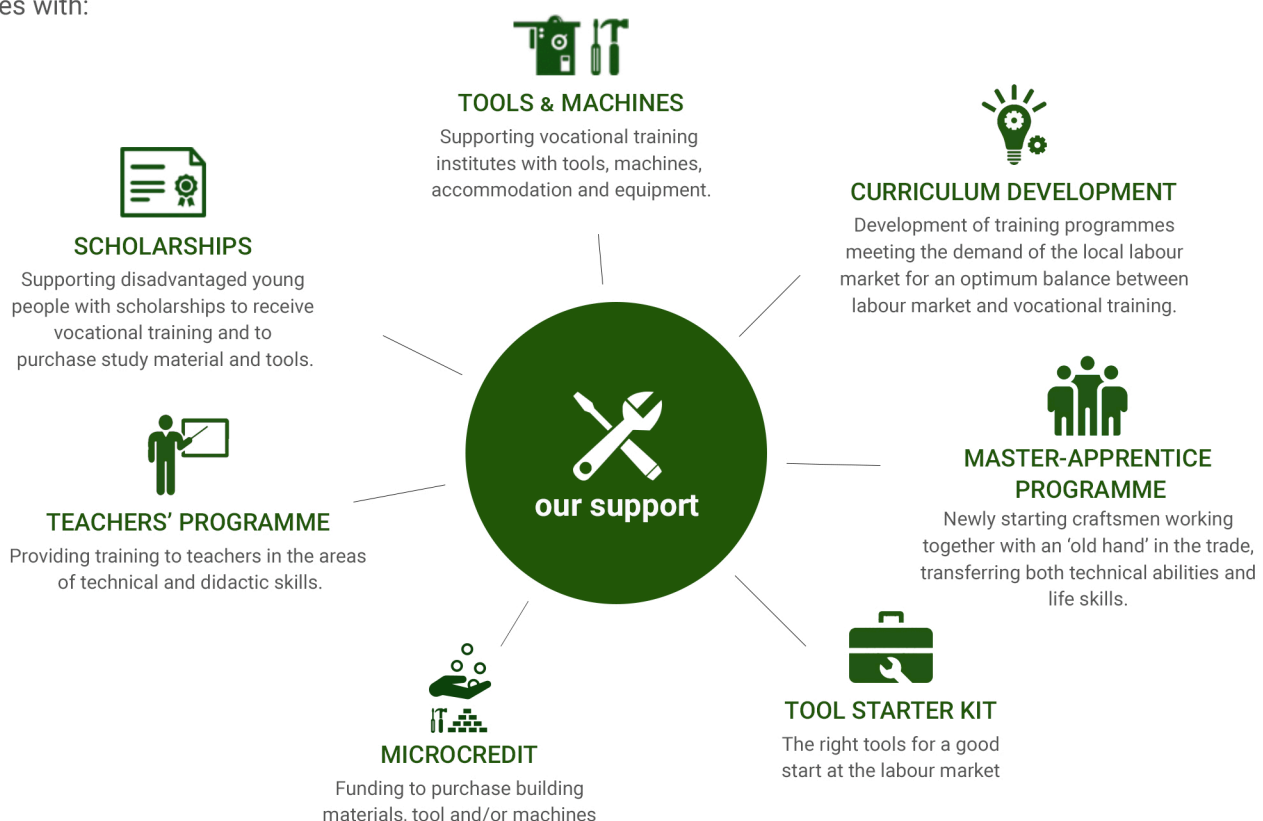 es with:
TOOLS & MACHINES
Supporting vocational training
institutes with tools, machines,
accommodation and equipment.
CURRICULUM DEVELOPMENT
Development of training programmes
meeting the demand of the local labour
market for an optimum balance between
labour market and vocational training.
SCHOLARSHIPS
Supporting disadvantaged young
people with scholarships to receive
vocational training and to
purchase study material and tools.
MASTER-APPRENTICE
PROGRAMME
Newly starting craftsmen working
together with an ‘old hand’ in the trade,
transferring both technical abilities and
life skills.
our support
TEACHERS’ PROGRAMME
Providing training to teachers in the areas
of technical and didactic skills.
TOOL STARTER KIT
The right tools for a good
start at the labour market
MICROCREDIT
Funding to purchase building
materials, tool and/or machines